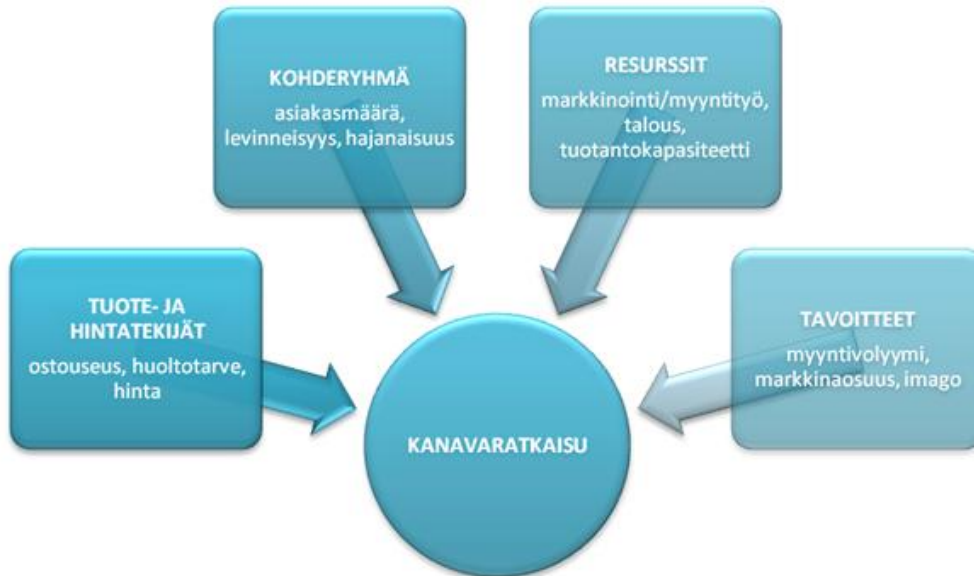 KOHDERYHMÄ
asiakasmäärä,
levinneisyys, hajanaisuus
RESURSSIT
markkinointi/myyntityö,
talous,
tuotantokapasiteetti
TUOTE- JA
HINTATEKIJÄT
ostouseus, huoltotarve,
hinta
TAVOITTEET
myyntivolyymi,
markkinaosuus, imago
KANAVARATKAISU